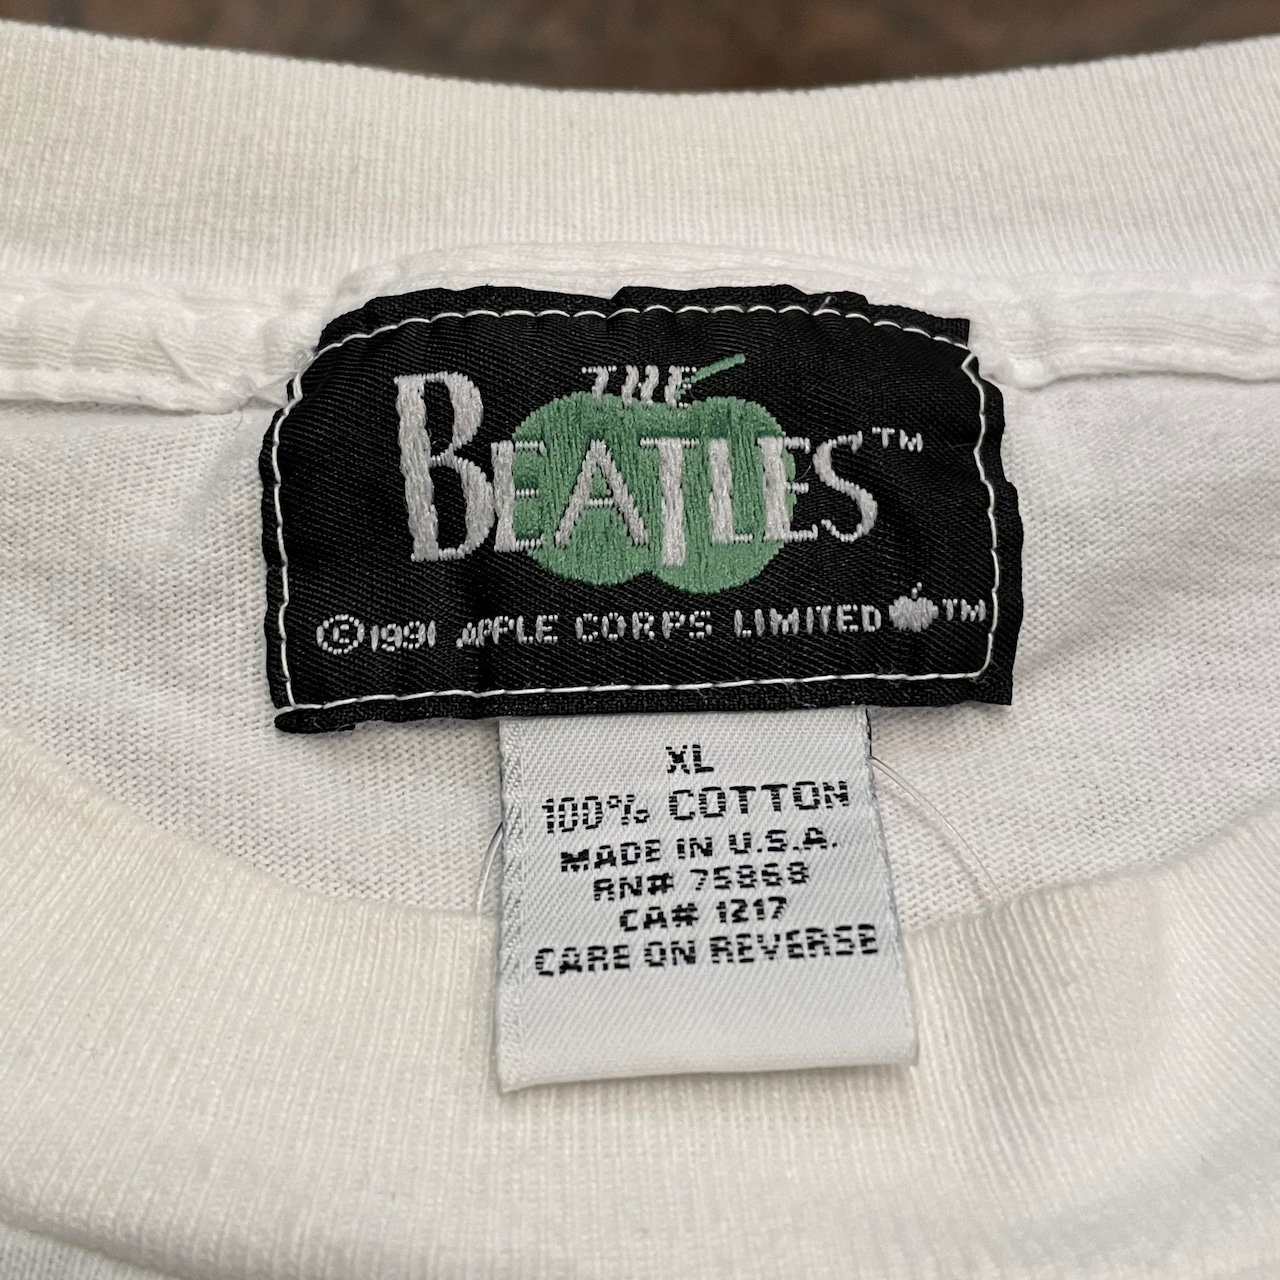 THE
BEATLES™
©1991 APPLE CORPS LIMITED TM
XL
100% COTTON
MADE IN U.S.A.
RN# 75868
CA# 1217
CARE ON REVERSE